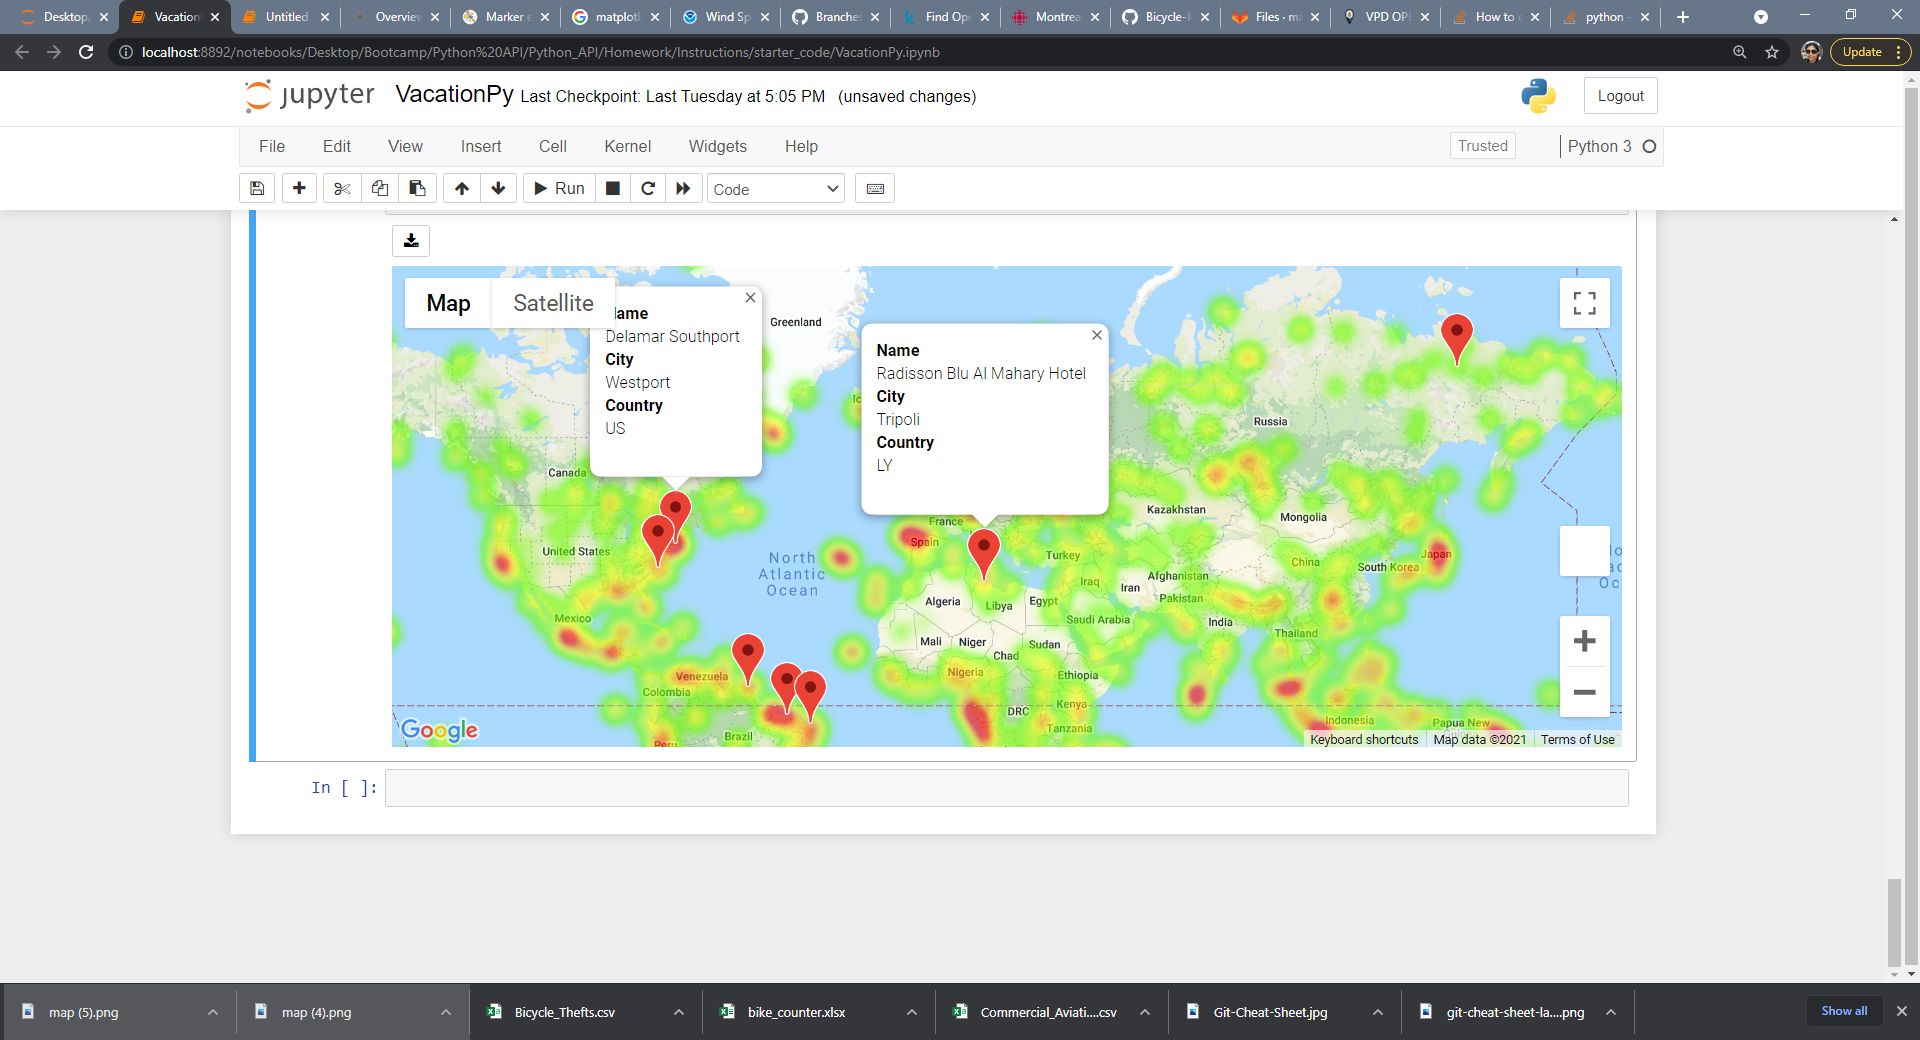 Desktop/
Vacation
Untitled
Overview
Marker e
matplotl
Wind Sp
Branche
Find Ope
Montrea
Bicycle-
Files · m
VPD OPE
How to
python -
localhost:8892/notebooks/Desktop/Bootcamp/Python%20API/Python_API/Homework/Instructions/starter_code/VacationPy.ipynb
Update
jupyter VacationPy Last Checkpoint: Last Tuesday at 5:05 PM (unsaved changes)
Logout
File Edit View Insert Cell Kernel Widgets Help
Trusted
Python 3
Run
Code
Map Satellite
Name
Delamar Southport
City
Westport
Country
US
Name
Radisson Blu Al Mahary Hotel
City
Tripoli
Country
LY
Greenland
Russia
Canada
Kazakhstan
Mongolia
France
Spain
United States
North
Atlantic
Ocean
Turkey
Japan
China
South Korea
Iraq
Iran
Afghanistan
Pakistan
Algeria
Libya
Egypt
Saudi Arabia
India
Thailand
Mexico
Mali
Niger
Chad
Sudan
Nigeria
Ethiopia
Venezuela
Colombia
DRC
Kenya
Tanzania
Brazil
Peru
Indonesia
Papua New
Google
Keyboard shortcuts
Map data ©2021
Terms of Use
In [ ]:
map (5).png
map (4).png
Bicycle_Thefts.csv
bike_counter.xlsx
Commercial_Aviati....csv
Git-Cheat-Sheet.jpg
git-cheat-sheet-la....png
Show all